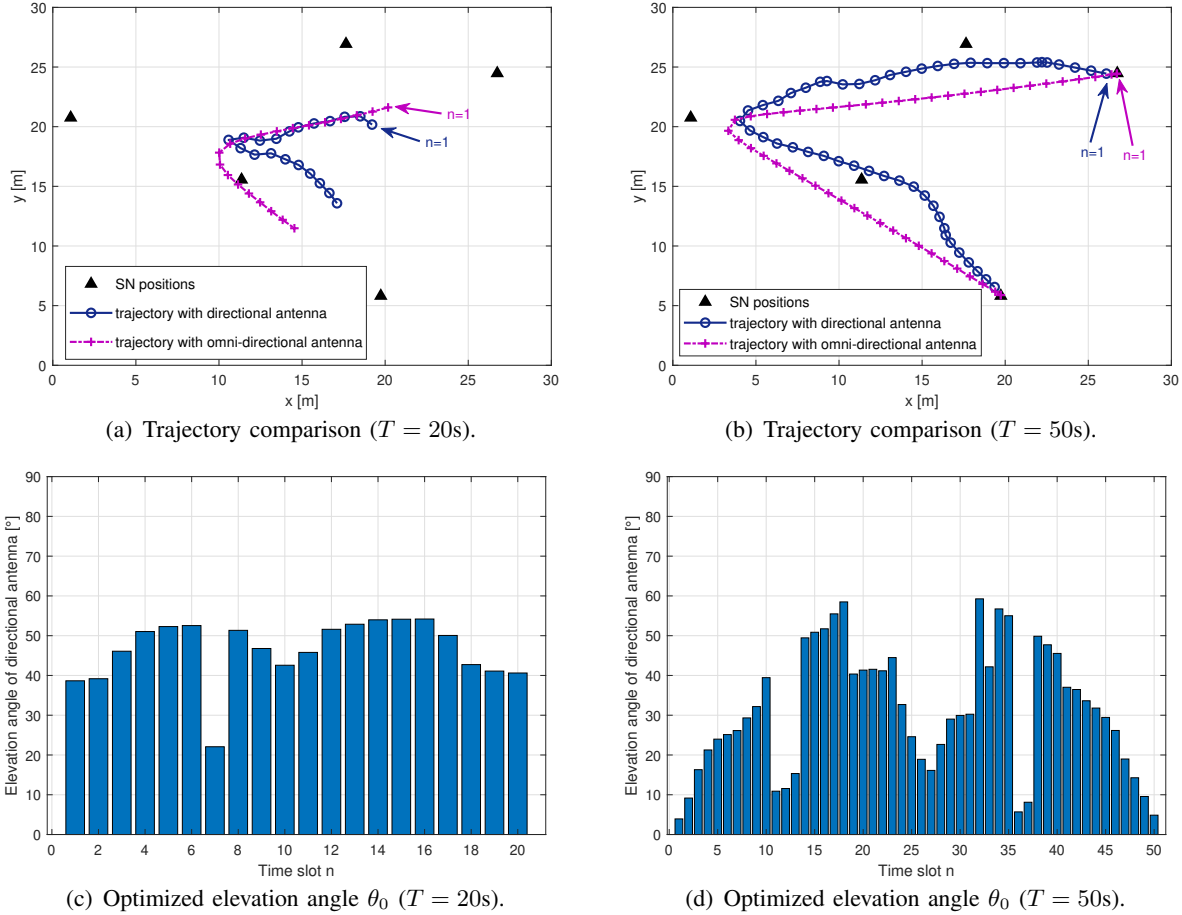 30
25
20
15
10
5
0
y [m]
n=1
n=1
SN positions
trajectory with directional antenna
trajectory with omni-directional antenna
0 5 10 15 20 25 30
x [m]
(a) Trajectory comparison (T = 20s).
30
25
20
15
10
5
0
y [m]
n=1
n=1
SN positions
trajectory with directional antenna
trajectory with omni-directional antenna
0 5 10 15 20 25 30
x [m]
(b) Trajectory comparison (T = 50s).
90
80
70
60
50
40
30
20
10
0
Elevation angle of directional antenna [°]
0 2 4 6 8 10 12 14 16 18 20
Time slot n
(c) Optimized elevation angle θ₀ (T = 20s).
90
80
70
60
50
40
30
20
10
0
Elevation angle of directional antenna [°]
0 5 10 15 20 25 30 35 40 45 50
Time slot n
(d) Optimized elevation angle θ₀ (T = 50s).